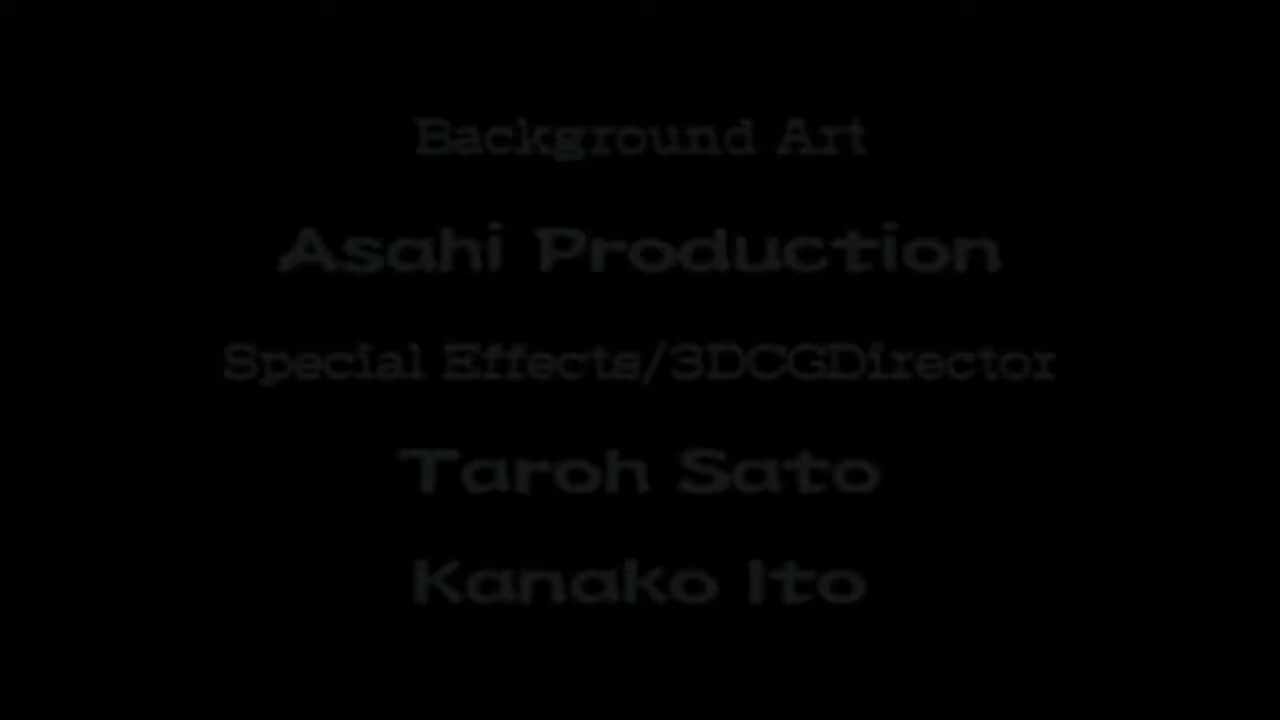 Background Art
Asahi Production
Special Effects/3DCGDirector
Taroh Sato
Kanako Ito